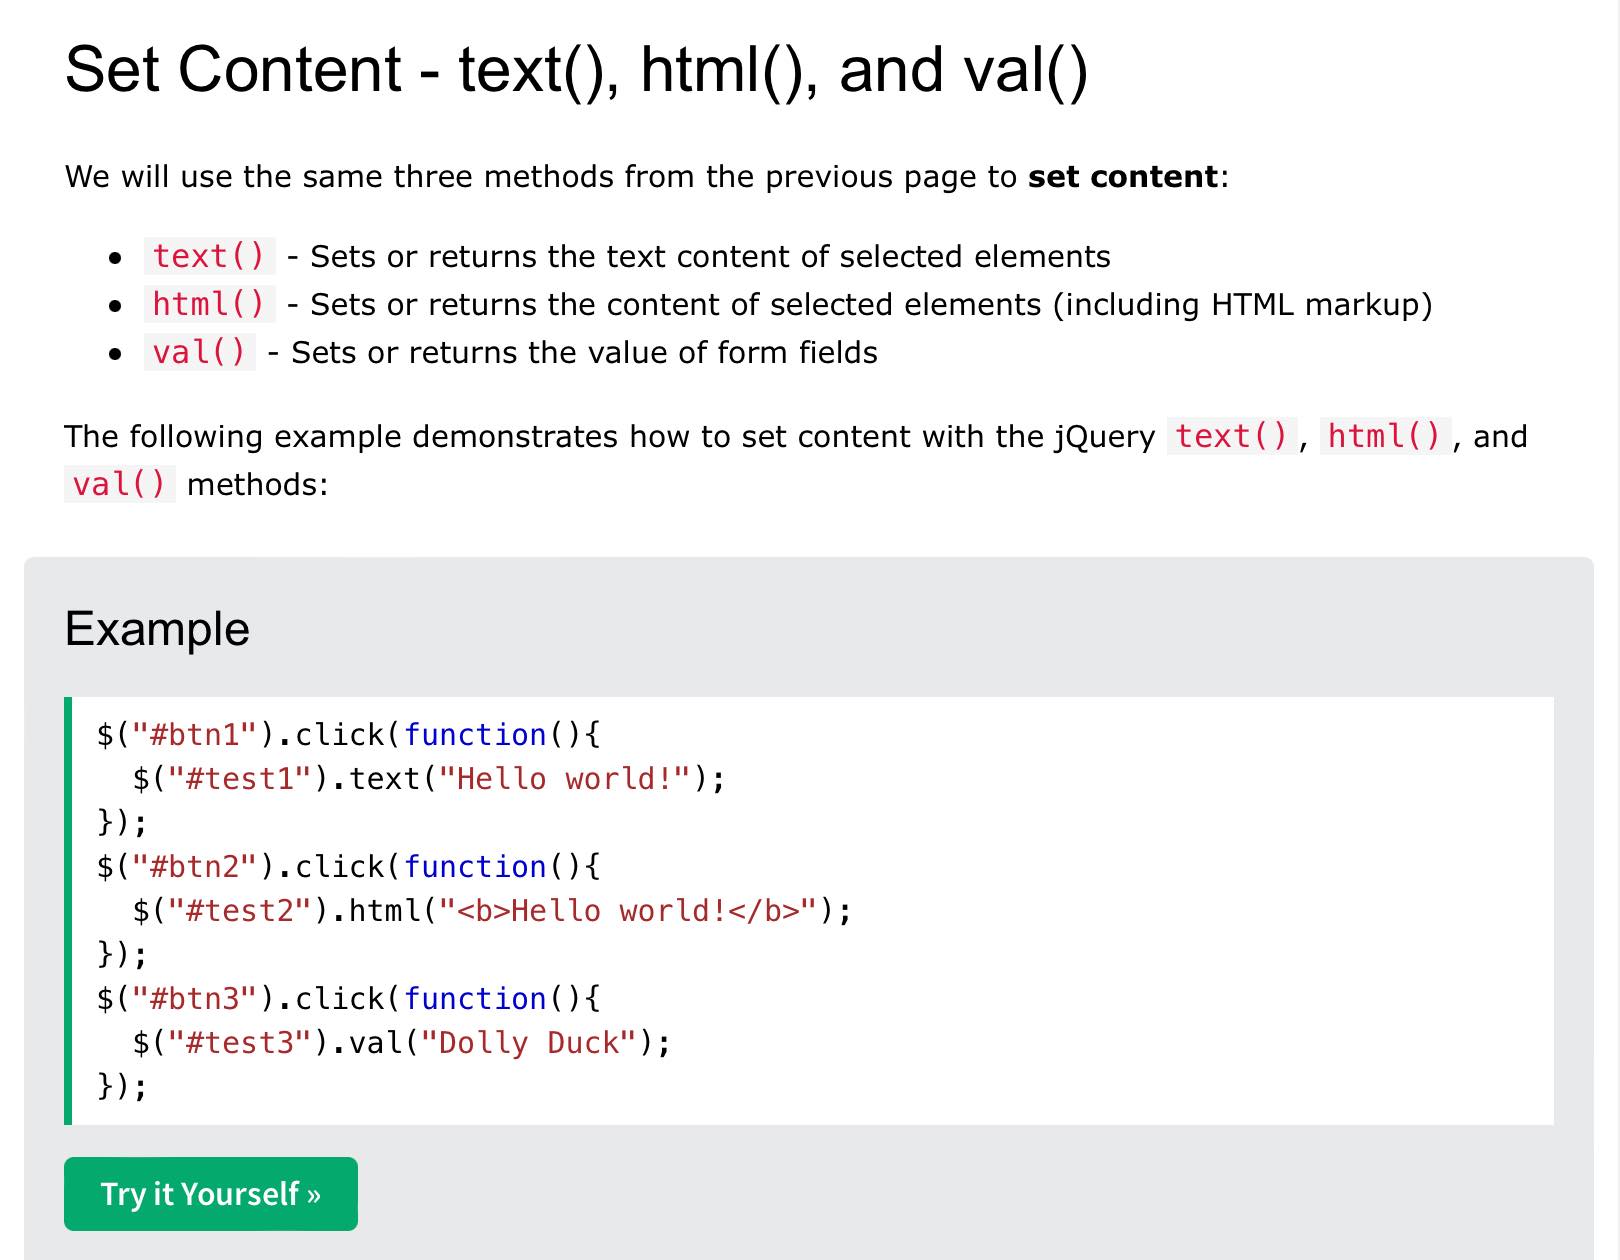 Set Content - text(), html(), and val()
We will use the same three methods from the previous page to set content:
• text() - Sets or returns the text content of selected elements
• html() - Sets or returns the content of selected elements (including HTML markup)
• val() - Sets or returns the value of form fields
The following example demonstrates how to set content with the jQuery text(), html(), and
val() methods:
Example
$("#btn1").click(function(){
  $("#test1").text("Hello world!");
});
$("#btn2").click(function(){
  $("#test2").html("<b>Hello world!</b>");
});
$("#btn3").click(function(){
  $("#test3").val("Dolly Duck");
});
Try it Yourself »